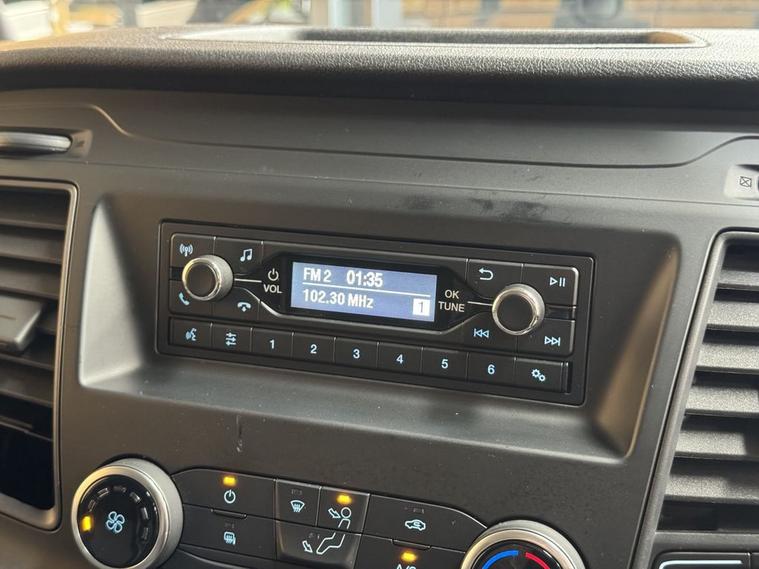 FM 2 01:35
VOL
102.30 MHz
1
OK
TUNE
1 2 3 4 5 6
A/C